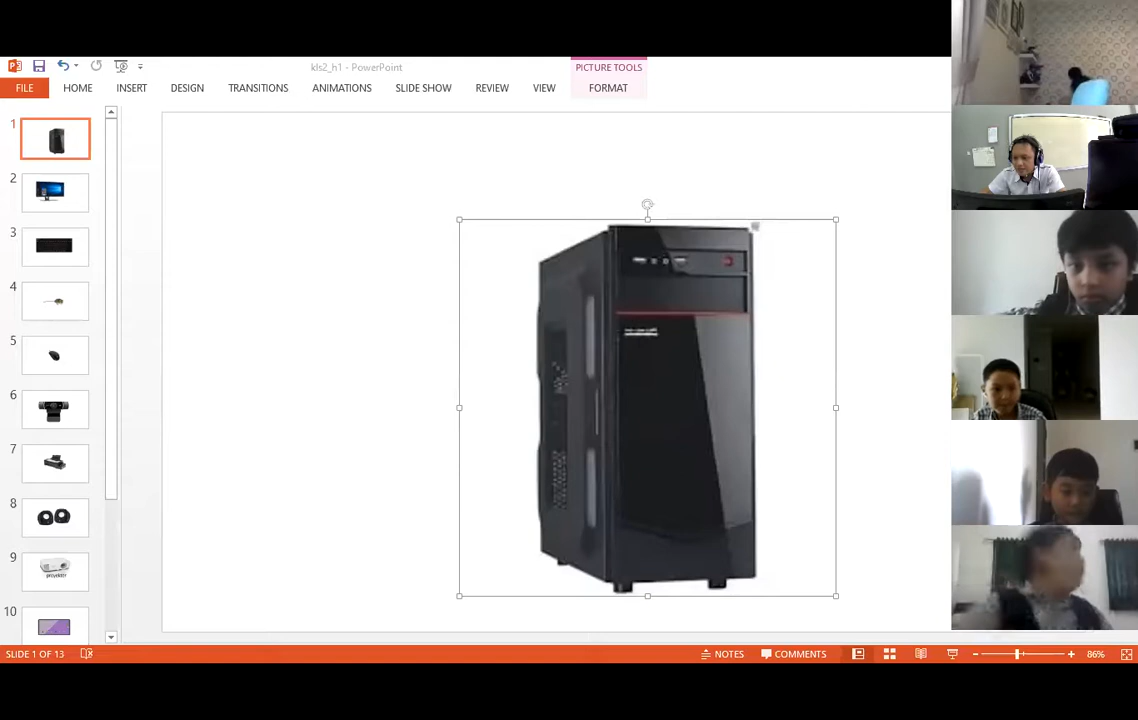 kls2_h1 - PowerPoint
PICTURE TOOLS
FILE
HOME
INSERT
DESIGN
TRANSITIONS
ANIMATIONS
SLIDE SHOW
REVIEW
VIEW
FORMAT
1
2
3
4
5
6
7
8
9
proyektor
10
SLIDE 1 OF 13
NOTES
COMMENTS
86%